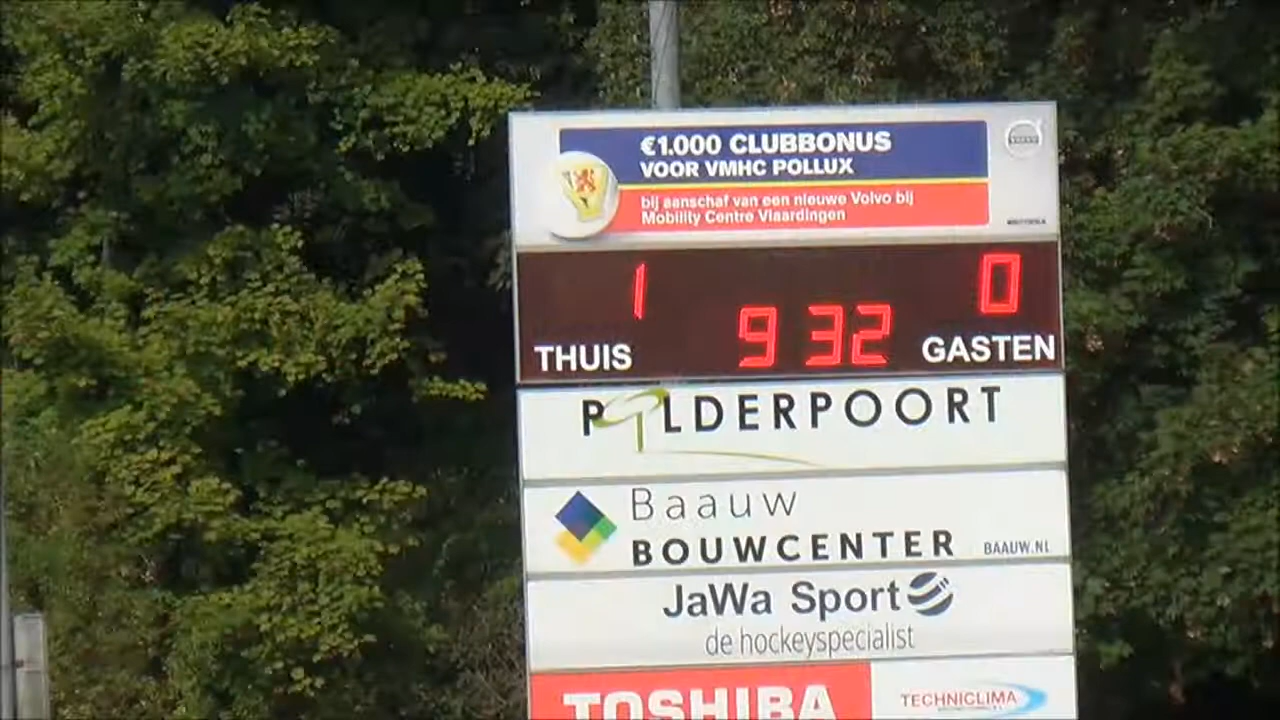 €1.000 CLUBBONUS
VOOR VMHC POLLUX
bij aanschaf van een nieuwe Volvo bij
Mobility Centre Vlaardingen
VOLVO
1 0
9 32
THUIS GASTEN
POLDERPOORT
Baauw
BOUWCENTER BAAUW.NL
JaWa Sport
de hockeyspecialist
TOSHIBA TECHNICLIMA